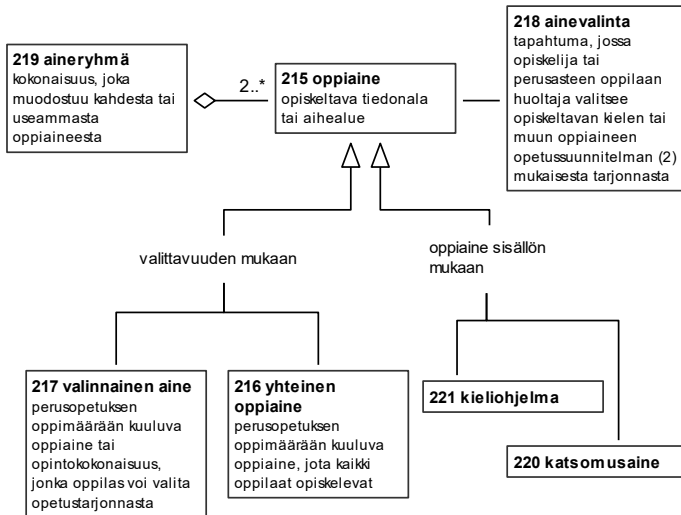 219 aineryhmä
kokonaisuus, joka
muodostuu kahdesta tai
useammasta
oppiaineesta
2..*
215 oppiaine
opiskeltava tiedonala
tai aihealue
218 ainevalinta
tapahtuma, jossa
opiskelija tai
perusasteen oppilaan
huoltaja valitsee
opiskeltavan kielen tai
muun oppiaineen
opetussuunnitelman (2)
mukaisesta tarjonnasta
valittavuuden mukaan
oppiaine sisällön
mukaan
217 valinnainen aine
perusopetuksen
oppimäärään kuuluva
oppiaine tai
opintokokonaisuus,
jonka oppilas voi valita
opetustarjonnasta
216 yhteinen
oppiaine
perusopetuksen
oppimäärään kuuluva
oppiaine, jota kaikki
oppilaat opiskelevat
221 kieliohjelma
220 katsomusaine